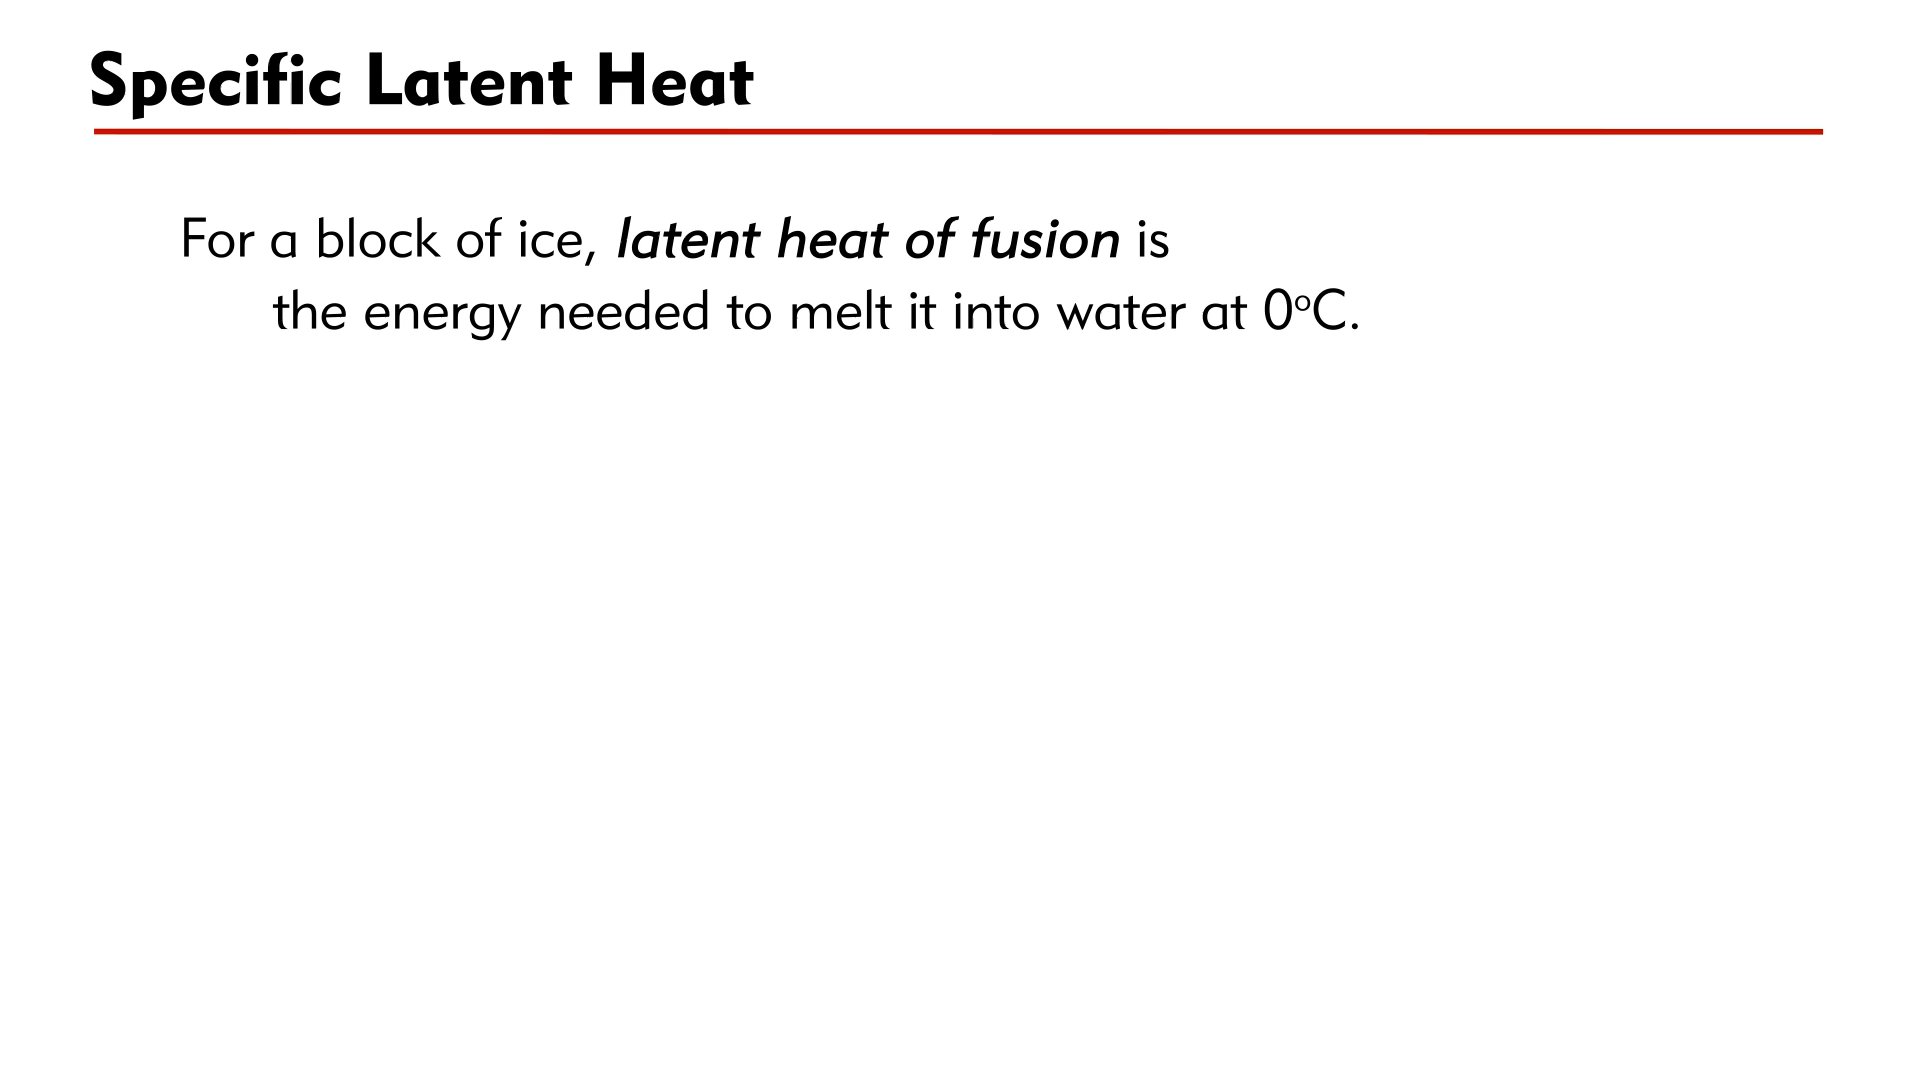 Specific Latent Heat
For a block of ice, latent heat of fusion is
the energy needed to melt it into water at 0ºC.